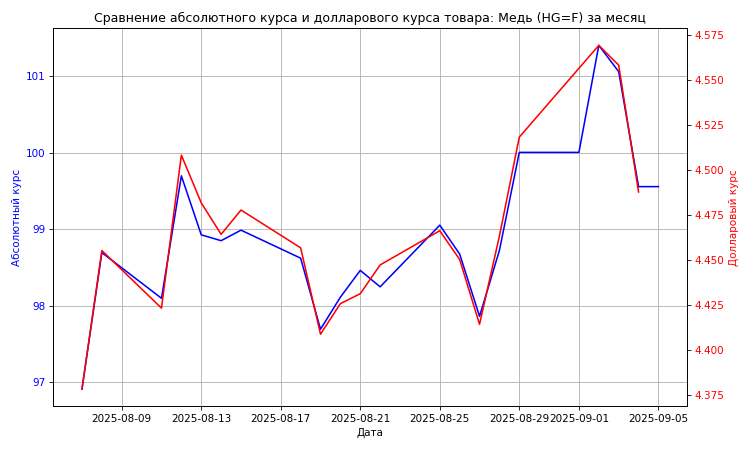 Сравнение абсолютного курса и долларового курса товара: Медь (HG=F) за месяц
Абсолютный курс
101
100
99
98
97
4.575
4.550
4.525
4.500
4.475
4.450
4.425
4.400
4.375
Долларовый курс
2025-08-09 2025-08-13 2025-08-17 2025-08-21 2025-08-25 2025-08-29 2025-09-01 2025-09-05
Дата